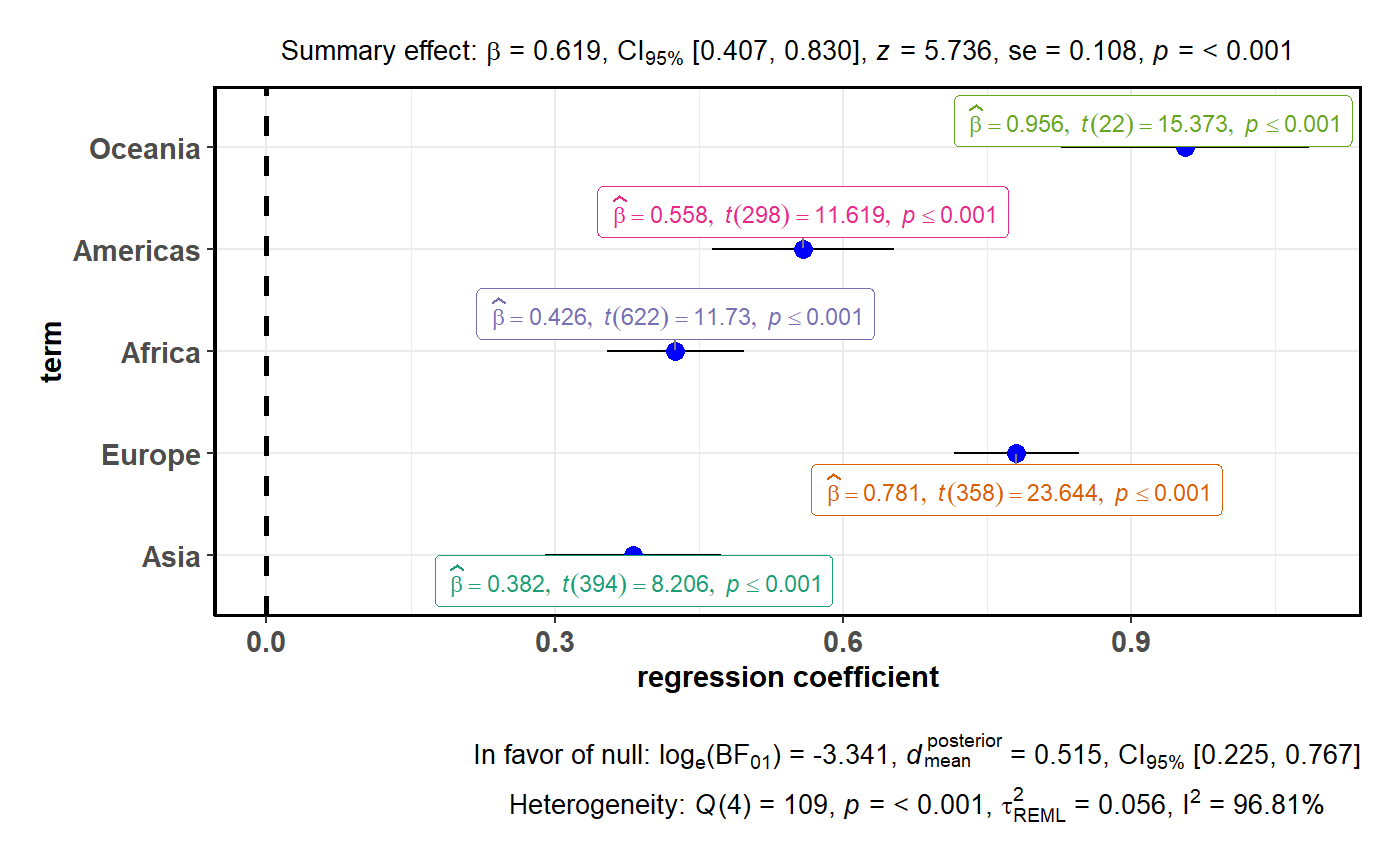 Summary effect: β = 0.619, CI95% [0.407, 0.830], z = 5.736, se = 0.108, p = < 0.001
Oceania
β̂ = 0.956, t(22) = 15.373, p ≤ 0.001
Americas
β̂ = 0.558, t(298) = 11.619, p ≤ 0.001
Africa
β̂ = 0.426, t(622) = 11.73, p ≤ 0.001
term
Europe
β̂ = 0.781, t(358) = 23.644, p ≤ 0.001
Asia
β̂ = 0.382, t(394) = 8.206, p ≤ 0.001
0.0 0.3 0.6 0.9
regression coefficient
In favor of null: loge(BF01) = -3.341, d posterior mean = 0.515, CI95% [0.225, 0.767]
Heterogeneity: Q(4) = 109, p = < 0.001, τ²REML = 0.056, I² = 96.81%